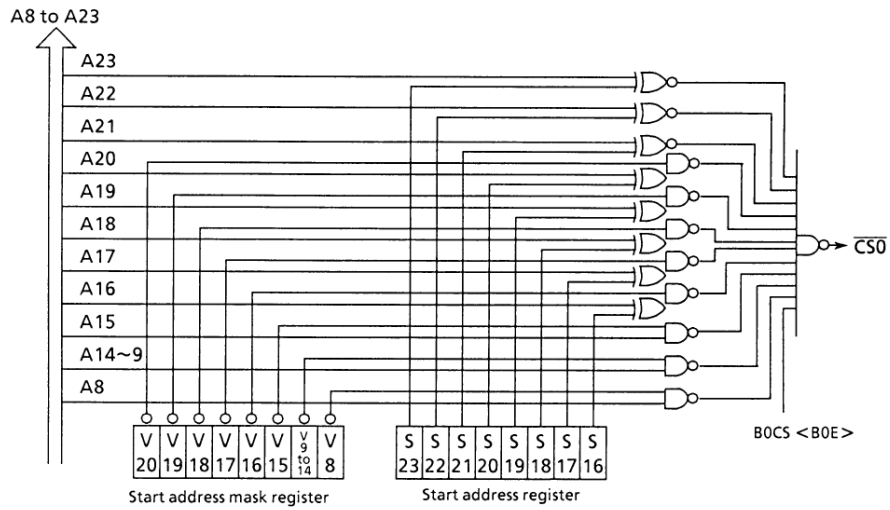 A8 to A23
A23
A22
A21
A20
A19
A18
A17
A16
A15
A14~9
A8
CS0
B0CS <B0E>
V 20
V 19
V 18
V 17
V 16
V 15
V 9 to 14
V 8
S 23
S 22
S 21
S 20
S 19
S 18
S 17
S 16
Start address mask register
Start address register